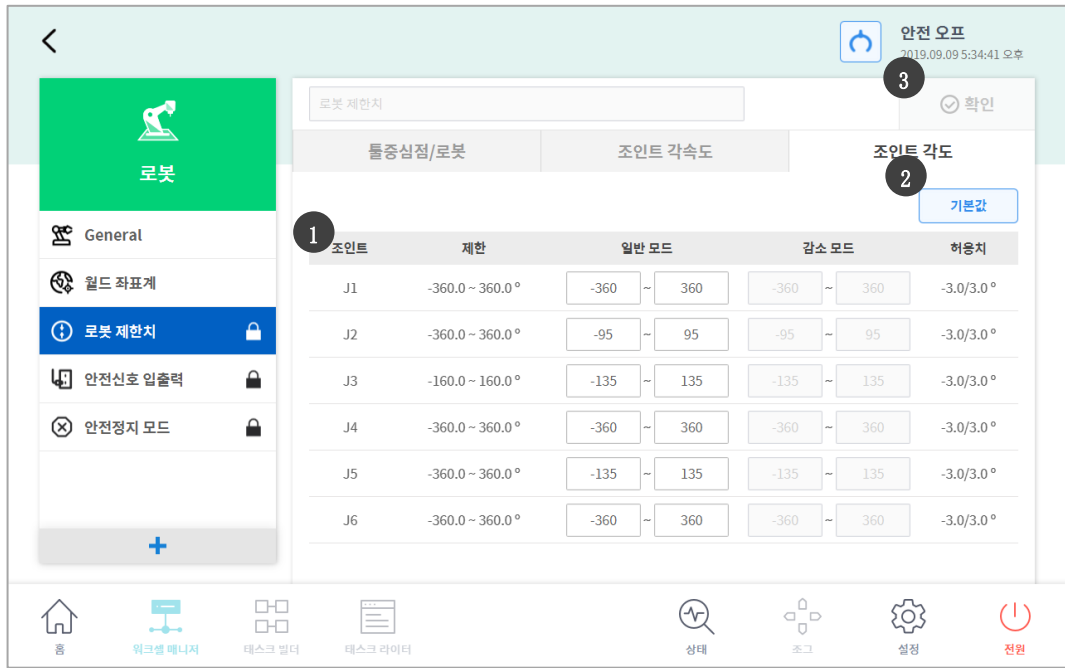 안전 오프
2019.09.09 5:34:41 오후
3
로봇 제한치
확인
로봇
툴중심점/로봇 조인트 각속도 조인트 각도
2
기본값
General
월드 좌표계
로봇 제한치
안전신호 입출력
안전정지 모드
1
조인트 제한 일반 모드 감소 모드 허용치
J1 -360.0 ~ 360.0 º -360 ~ 360 -360 ~ 360 -3.0/3.0 º
J2 -360.0 ~ 360.0 º -95 ~ 95 -95 ~ 95 -3.0/3.0 º
J3 -160.0 ~ 160.0 º -135 ~ 135 -135 ~ 135 -3.0/3.0 º
J4 -360.0 ~ 360.0 º -360 ~ 360 -360 ~ 360 -3.0/3.0 º
J5 -360.0 ~ 360.0 º -135 ~ 135 -135 ~ 135 -3.0/3.0 º
J6 -360.0 ~ 360.0 º -360 ~ 360 -360 ~ 360 -3.0/3.0 º
홈 워크셀 매니저 태스크 빌더 태스크 라이터 상태 조그 설정 전원